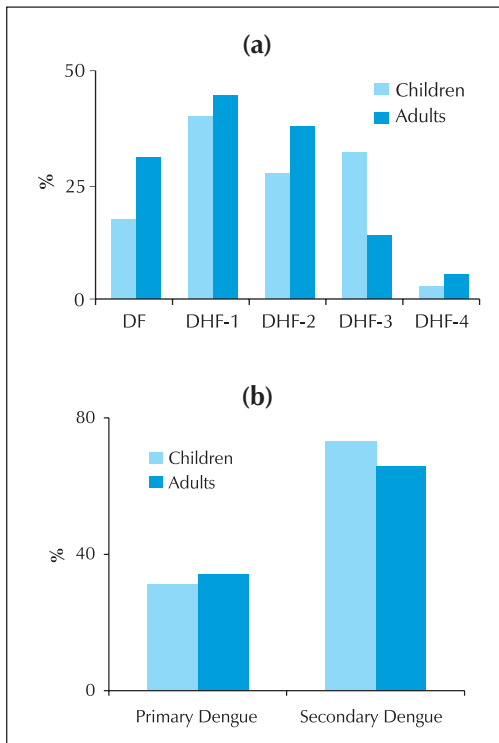 (a)
50
Children
Adults
%
25
0
DF DHF-1 DHF-2 DHF-3 DHF-4
(b)
80
Children
Adults
%
40
0
Primary Dengue Secondary Dengue